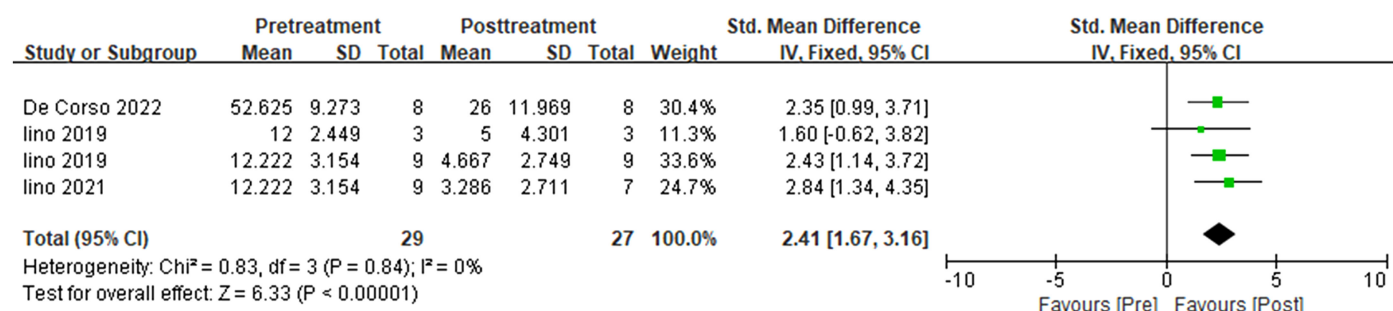 Pretreatment Posttreatment Std. Mean Difference Std. Mean Difference
Study or Subgroup Mean SD Total Mean SD Total Weight IV, Fixed, 95% CI IV, Fixed, 95% CI
De Corso 2022 52.625 9.273 8 26 11.969 8 30.4% 2.35 [0.99, 3.71]
Iino 2019 12 2.449 3 5 4.301 3 11.3% 1.60 [-0.62, 3.82]
Iino 2019 12.222 3.154 9 4.667 2.749 9 33.6% 2.43 [1.14, 3.72]
Iino 2021 12.222 3.154 9 3.286 2.711 7 24.7% 2.84 [1.34, 4.35]
Total (95% CI) 29 27 100.0% 2.41 [1.67, 3.16]
Heterogeneity: Chi² = 0.83, df = 3 (P = 0.84); I² = 0%
Test for overall effect: Z = 6.33 (P < 0.00001)
-10 -5 0 5 10
Favours [Pre] Favours [Post]